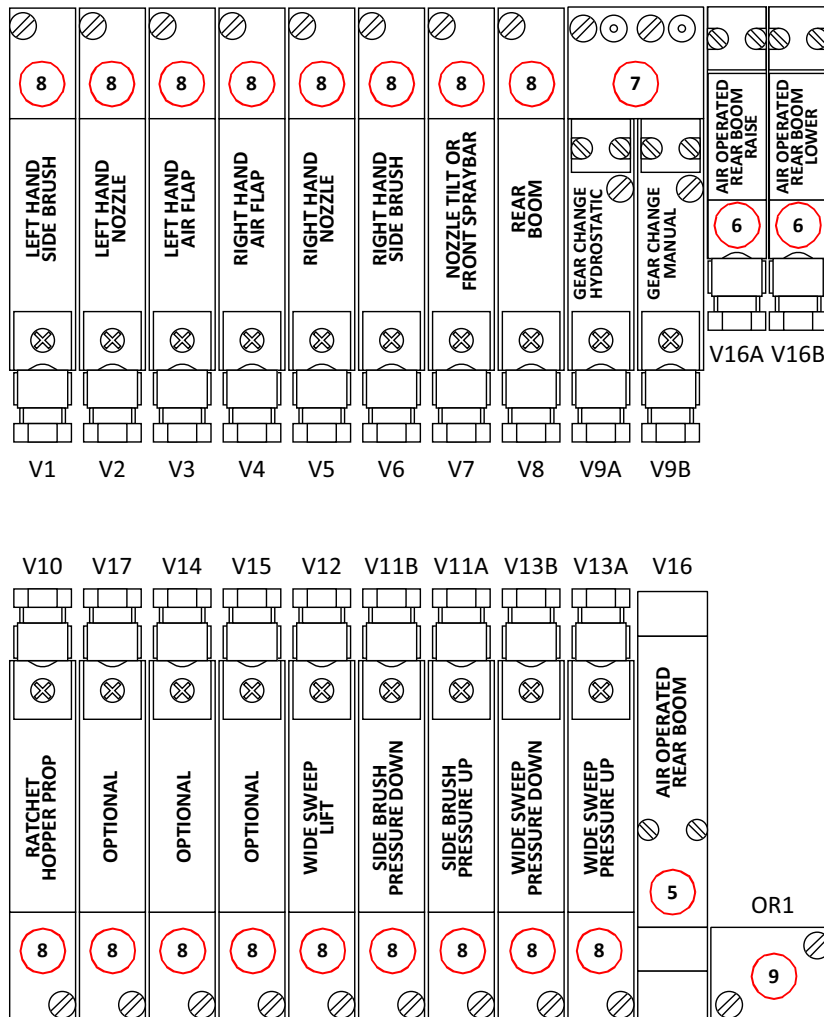 8 8 8 8 8 8 8 8 7
LEFT HAND
SIDE BRUSH
LEFT HAND
NOZZLE
LEFT HAND
AIR FLAP
RIGHT HAND
AIR FLAP
RIGHT HAND
NOZZLE
RIGHT HAND
SIDE BRUSH
NOZZLE TILT OR
FRONT SPRAYBAR
REAR
BOOM
GEAR CHANGE
HYDROSTATIC
GEAR CHANGE
MANUAL
AIR OPERATED
REAR BOOM
RAISE
AIR OPERATED
REAR BOOM
LOWER
6 6
V16A V16B
V1 V2 V3 V4 V5 V6 V7 V8 V9A V9B
V10 V17 V14 V15 V12 V11B V11A V13B V13A V16
RATCHET
HOPPER PROP
OPTIONAL
OPTIONAL
OPTIONAL
WIDE SWEEP
LIFT
SIDE BRUSH
PRESSURE DOWN
SIDE BRUSH
PRESSURE UP
WIDE SWEEP
PRESSURE DOWN
WIDE SWEEP
PRESSURE UP
AIR OPERATED
REAR BOOM
5
OR1
8 8 8 8 8 8 8 8 8
9